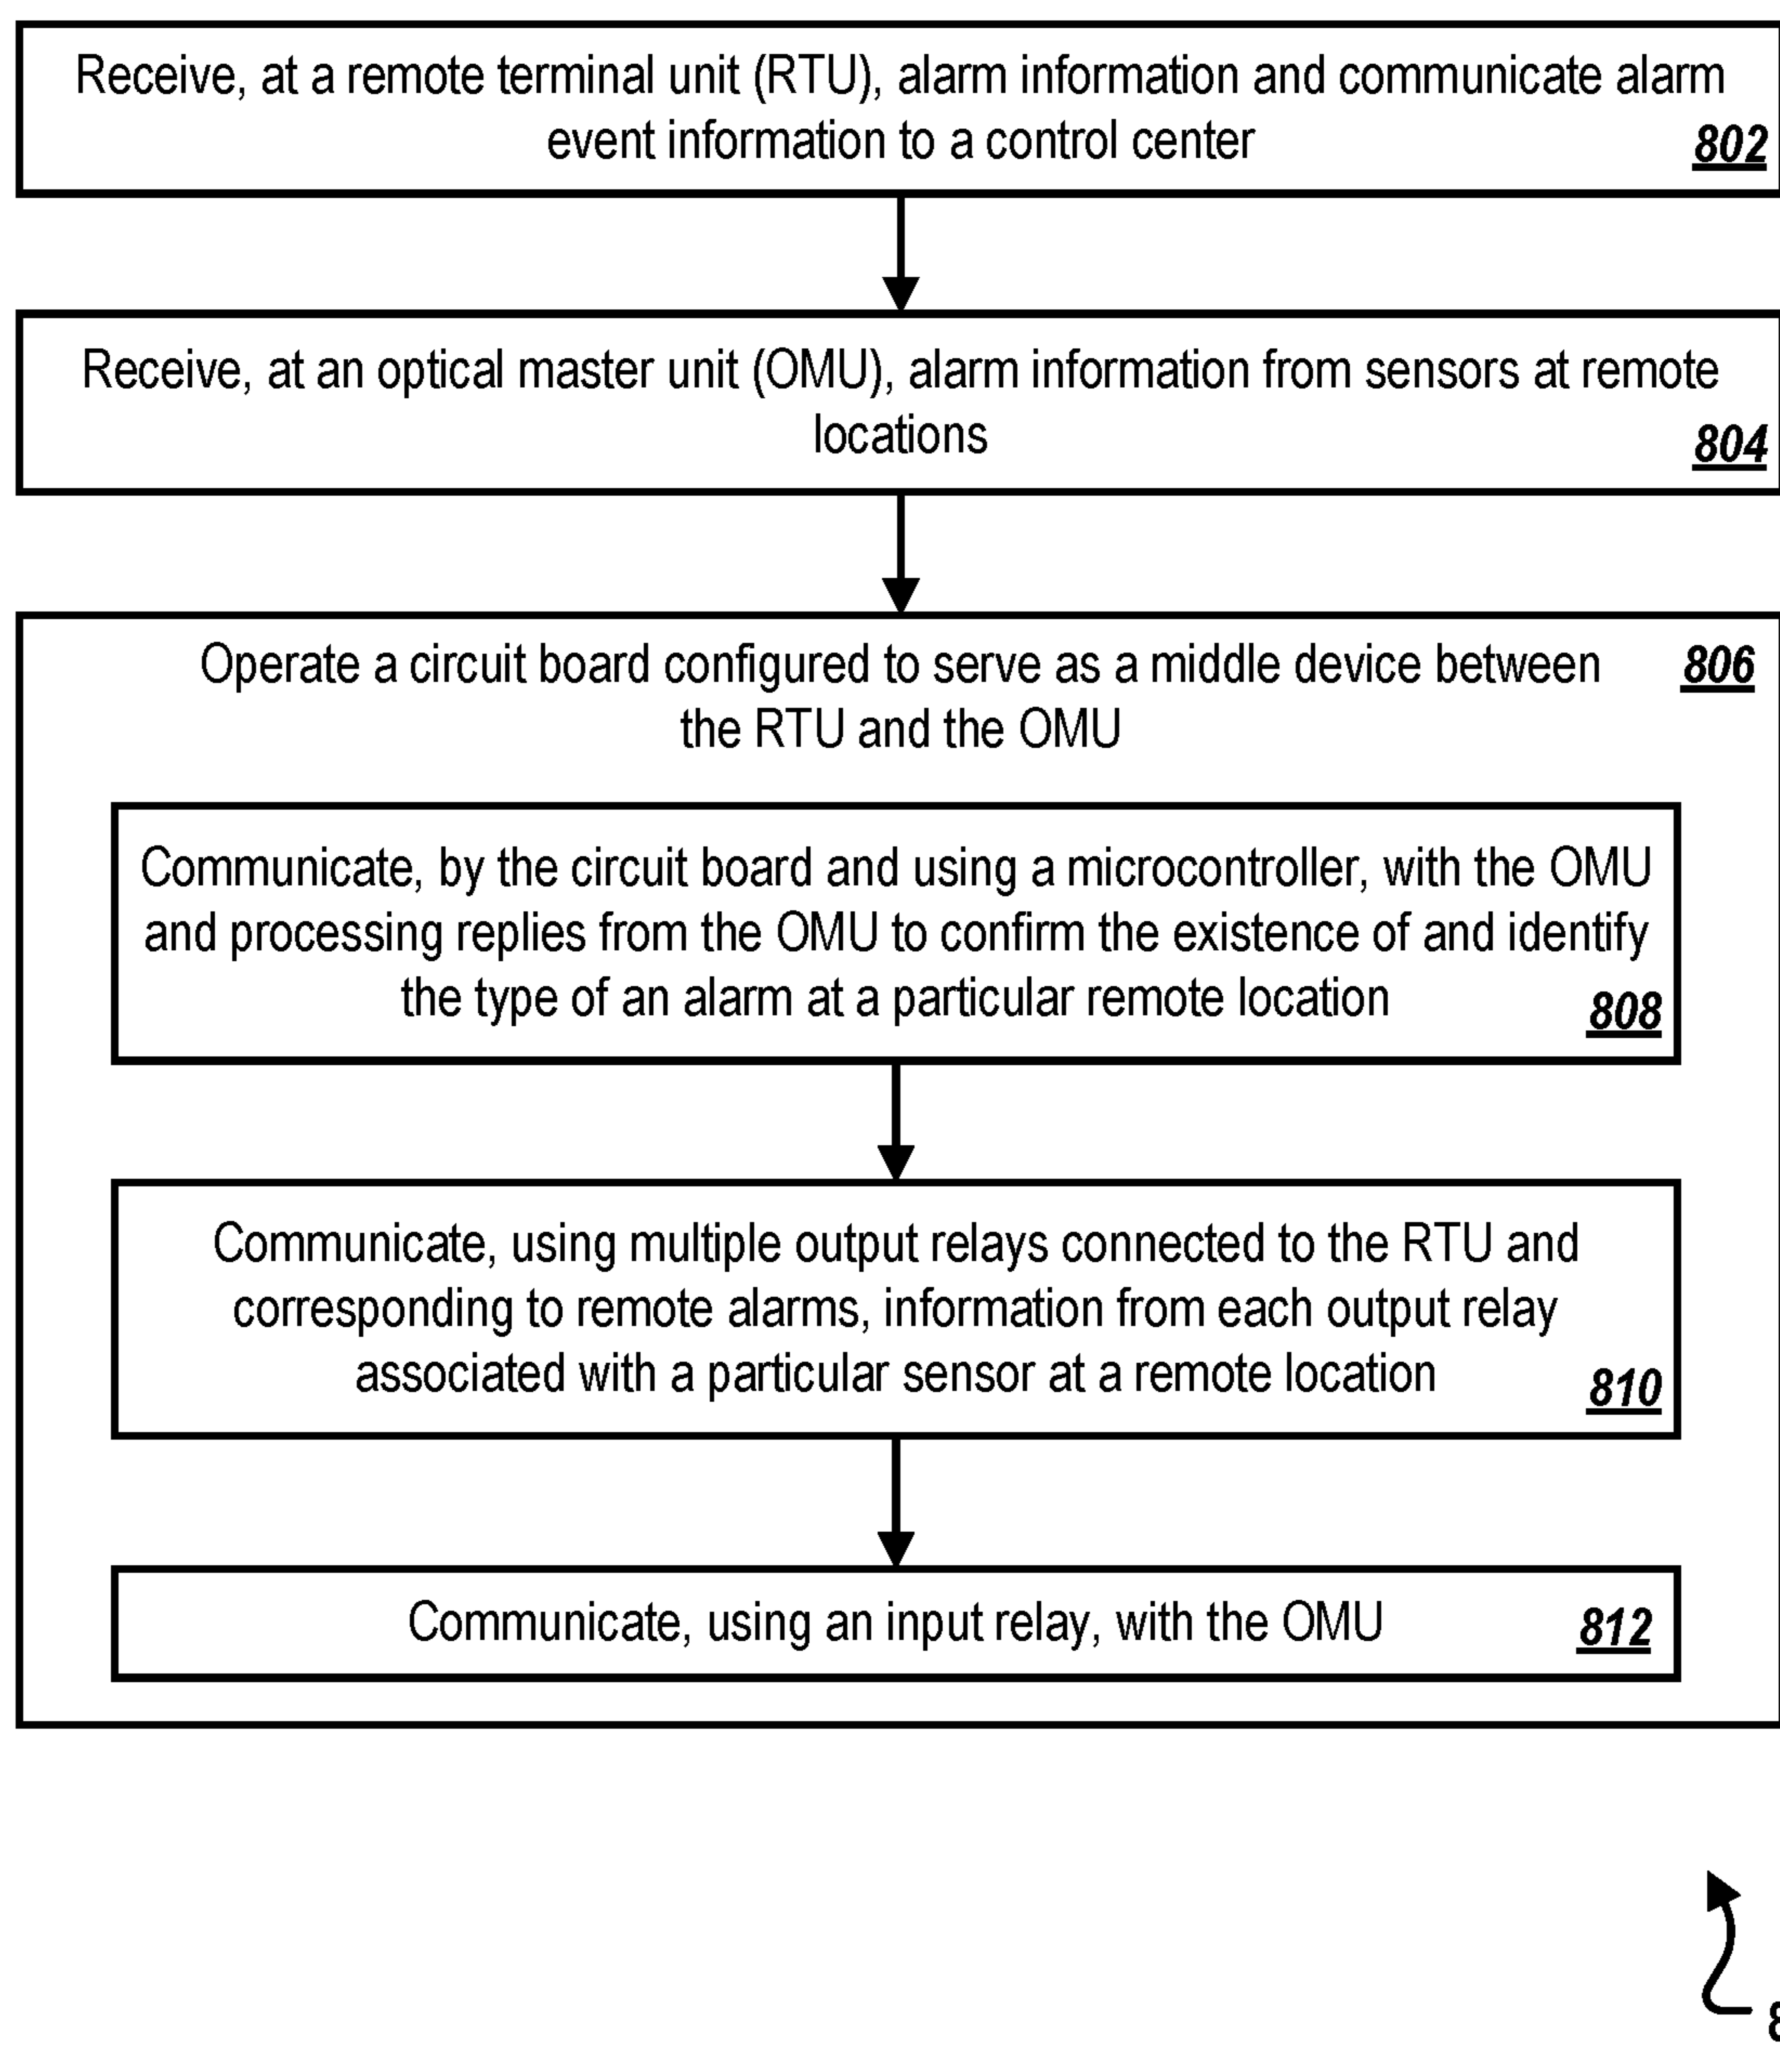 Receive, at a remote terminal unit (RTU), alarm information and communicate alarm
event information to a control center
802
Receive, at an optical master unit (OMU), alarm information from sensors at remote
locations
804
Operate a circuit board configured to serve as a middle device between
806
the RTU and the OMU
Communicate, by the circuit board and using a microcontroller, with the OMU
and processing replies from the OMU to confirm the existence of and identify
the type of an alarm at a particular remote location
808
Communicate, using multiple output relays connected to the RTU and
corresponding to remote alarms, information from each output relay
associated with a particular sensor at a remote location
810
Communicate, using an input relay, with the OMU
812